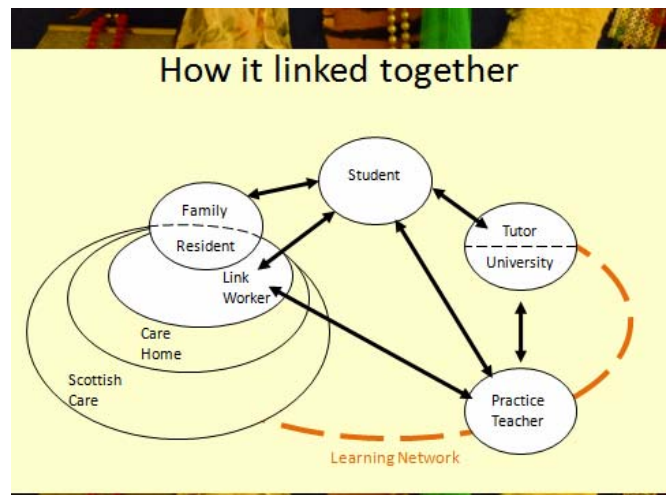 How it linked together
Student
Family
Resident
Tutor
University
Link
Worker
Care
Home
Scottish
Care
Practice
Teacher
Learning Network